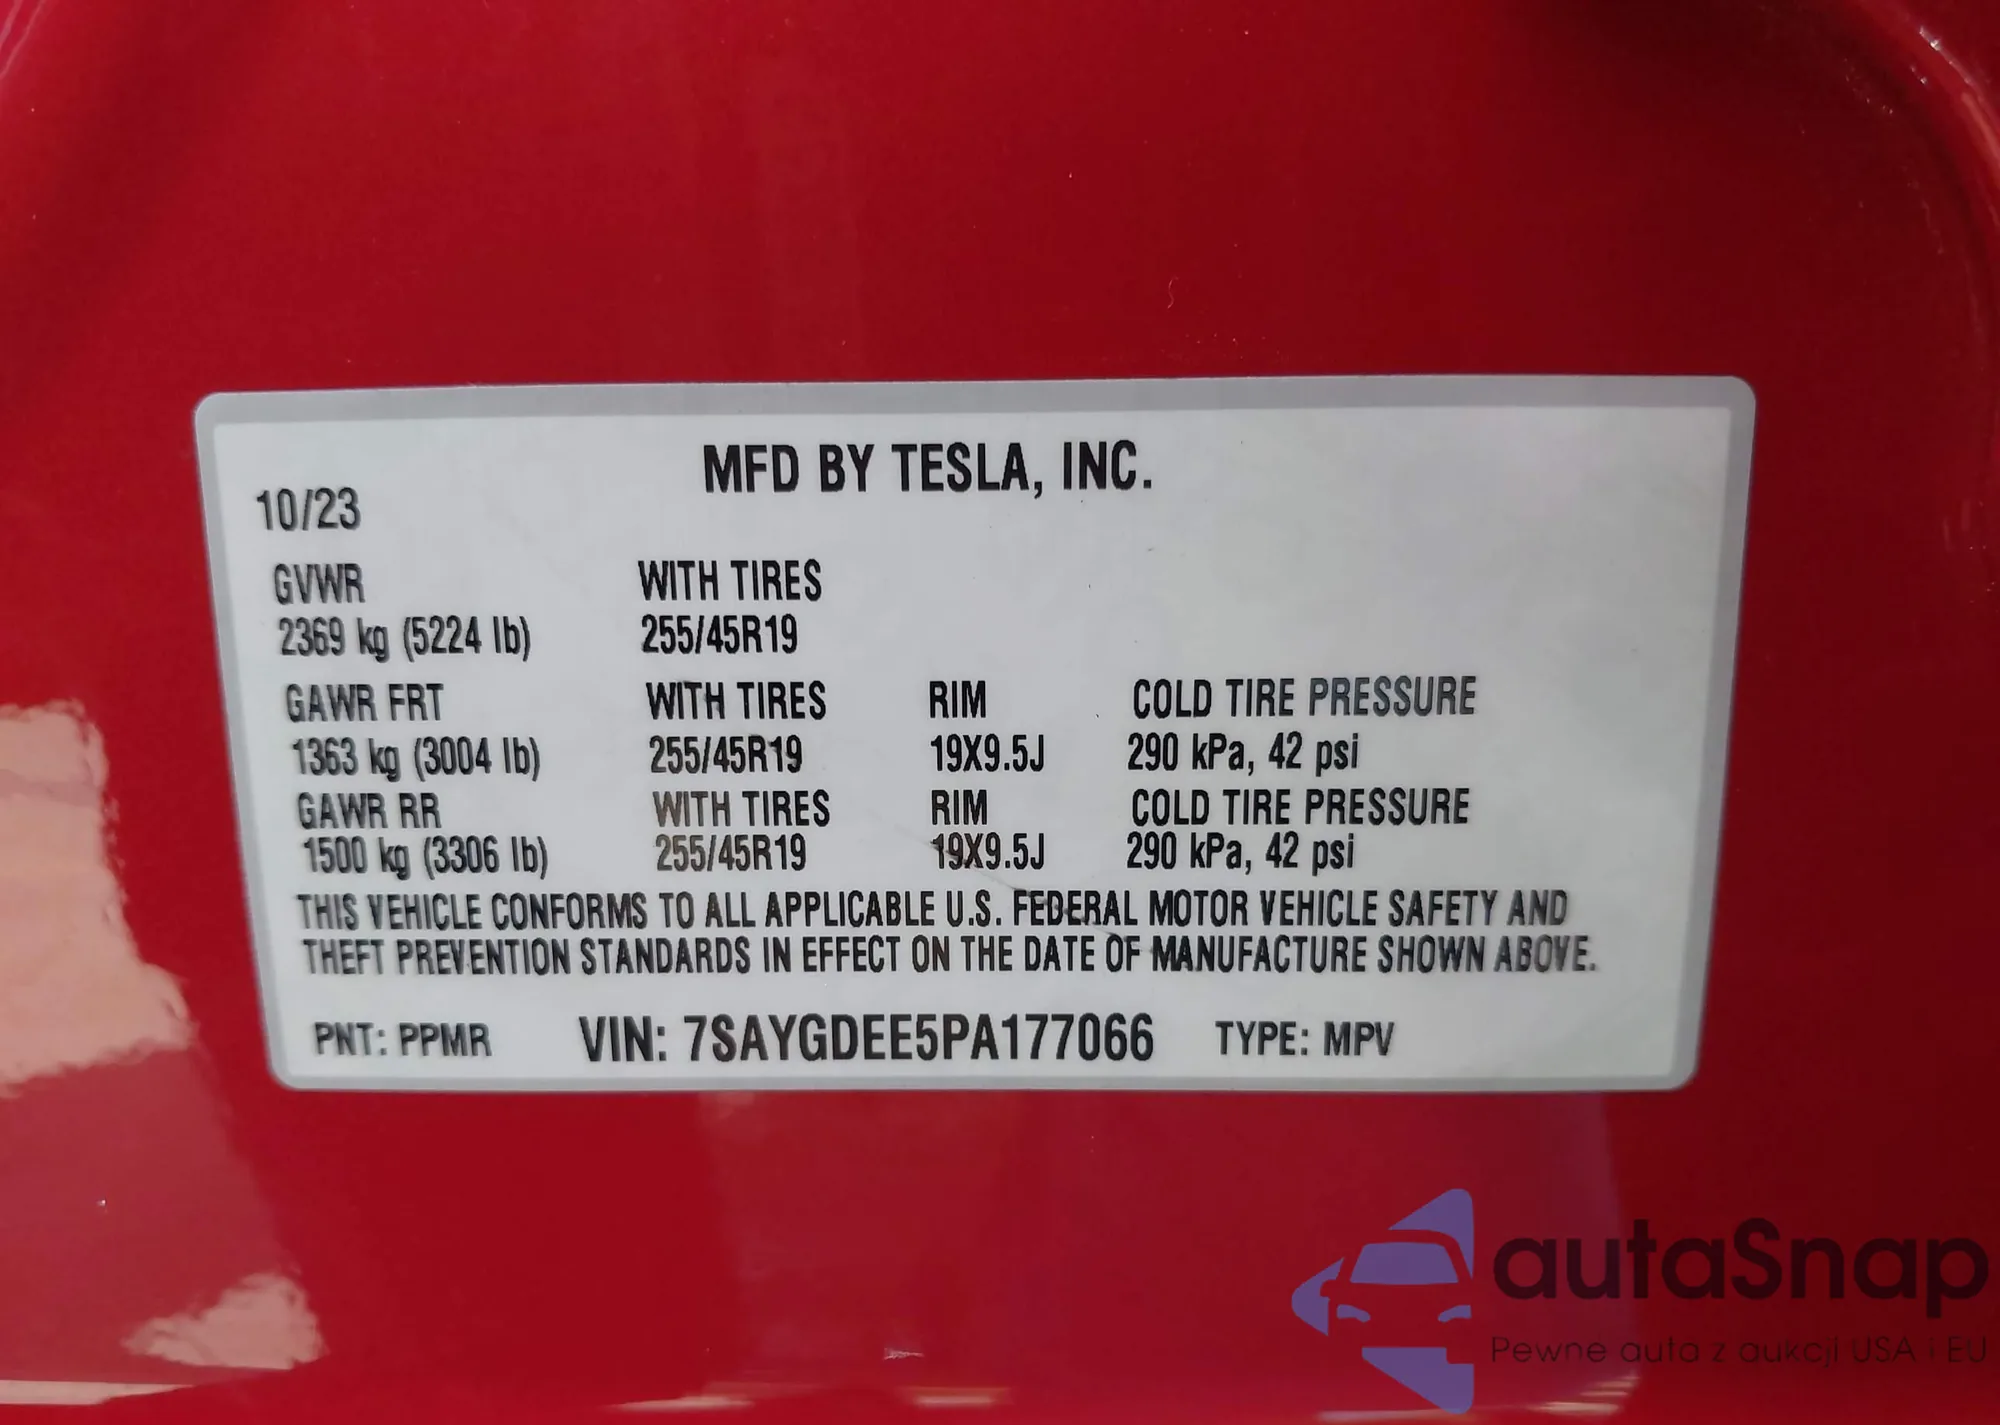 MFD BY TESLA, INC.
10/23
GVWR WITH TIRES
2369 kg (5224 lb) 255/45R19
GAWR FRT WITH TIRES RIM COLD TIRE PRESSURE
1363 kg (3004 lb) 255/45R19 19X9.5J 290 kPa, 42 psi
GAWR RR WITH TIRES RIM COLD TIRE PRESSURE
1500 kg (3306 lb) 255/45R19 19X9.5J 290 kPa, 42 psi
THIS VEHICLE CONFORMS TO ALL APPLICABLE U.S. FEDERAL MOTOR VEHICLE SAFETY AND
THEFT PREVENTION STANDARDS IN EFFECT ON THE DATE OF MANUFACTURE SHOWN ABOVE.
PNT: PPMR VIN: 7SAYGDEE5PA177066 TYPE: MPV
autaSnap
Pewne auta z aukcji USA i EU